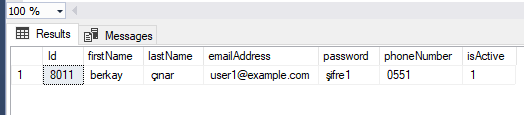 100 %
Results Messages
Id firstName lastName emailAddress password phoneNumber isActive
1 8011 berkay çınar user1@example.com şifre1 0551 1